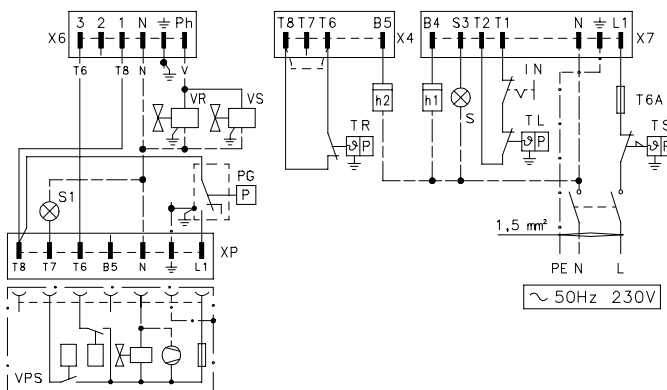 3 2 1 N Ph
X6
T6 T8 N V
VR VS
S1
PG
P
XP
T8 T7 T6 B5 N L1
VPS
T8 T7 T6 B5
X4
B4 S3 T2 T1 N L1
X7
h2 h1
S
IN
T6A
TR
ϑ P
TL
ϑ P
TS
ϑ P
1,5 mm²
PE N L
~ 50Hz 230V